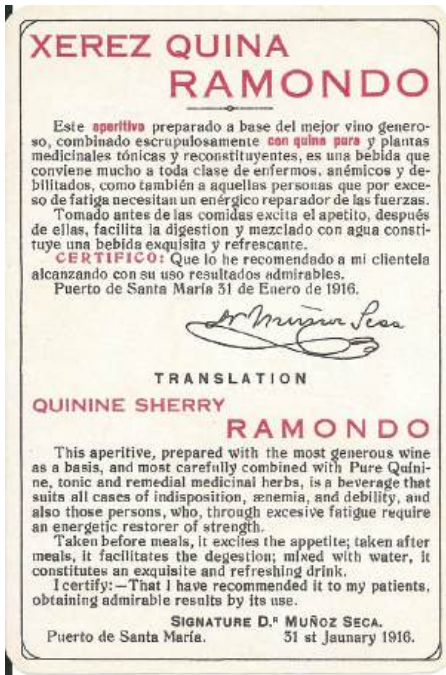 XEREZ QUINA
RAMONDO
Este aperitivo preparado a base del mejor vino genero-
so, combinado escrupulosamente con quina pura y plantas
medicinales tónicas y reconstituyentes, es una bebida que
conviene mucho a toda clase de enfermos, anémicos y de-
bilitados, como también a aquellas personas que por exce-
so de fatiga necesitan un enérgico reparador de las fuerzas.
Tomado antes de las comidas excita el apetito, después
de ellas, facilita la digestion y mezclado con agua consti-
tuye una bebida exquisita y refrescante.
CERTIFICO: Que lo he recomendado a mi clientela
alcanzando con su uso resultados admirables.
Puerto de Santa María 31 de Enero de 1916.
Dr Muñoz Seca
TRANSLATION
QUININE SHERRY
RAMONDO
This aperitive, prepared with the most generous wine
as a basis, and most carefully combined with Pure Quini-
ne, tonic and remedial medicinal herbs, is a beverage that
suits all cases of indisposition, ænemia, and debility, and
also those persons, who, through excesive fatigue require
an energetic restorer of strength.
Taken before meals, it excites the appetite; taken after
meals, it facilitates the degestion; mixed with water, it
constitutes an exquisite and refreshing drink.
I certify:—That I have recommended it to my patients,
obtaining admirable results by its use.
SIGNATURE D.R MUÑOZ SECA.
Puerto de Santa María. 31 st Jaunary 1916.